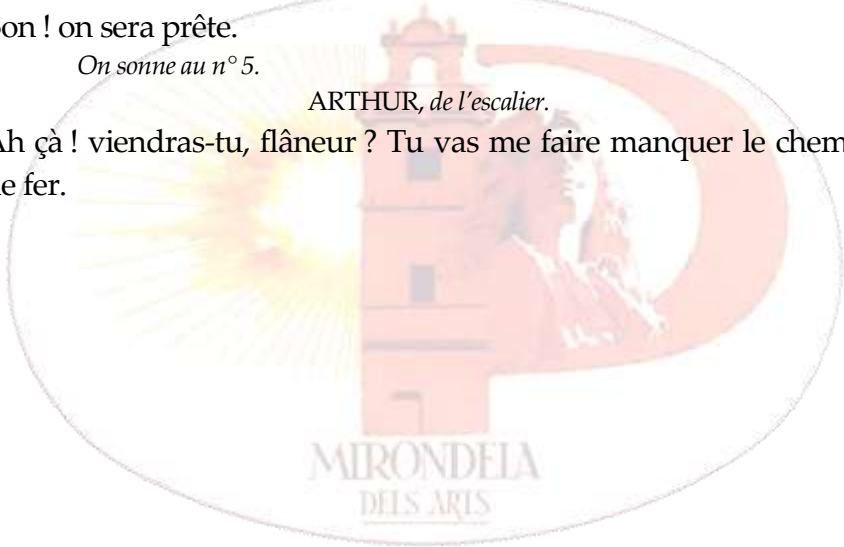 on ! on sera prête.
On sonne au n° 5.
ARTHUR, de l'escalier.
Ah çà ! viendras-tu, flâneur ? Tu vas me faire manquer le chem
e fer.
MIRONDELA
DELS ARTS